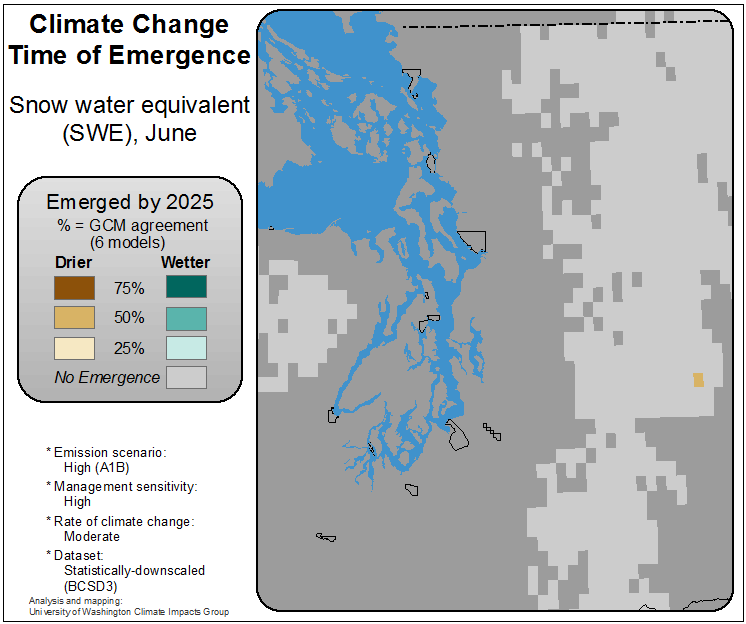 Climate Change
Time of Emergence
Snow water equivalent
(SWE), June
Emerged by 2025
% = GCM agreement
(6 models)
Drier Wetter
75%
50%
25%
No Emergence
* Emission scenario:
High (A1B)
* Management sensitivity:
High
* Rate of climate change:
Moderate
* Dataset:
Statistically-downscaled
(BCSD3)
Analysis and mapping:
University of Washington Climate Impacts Group